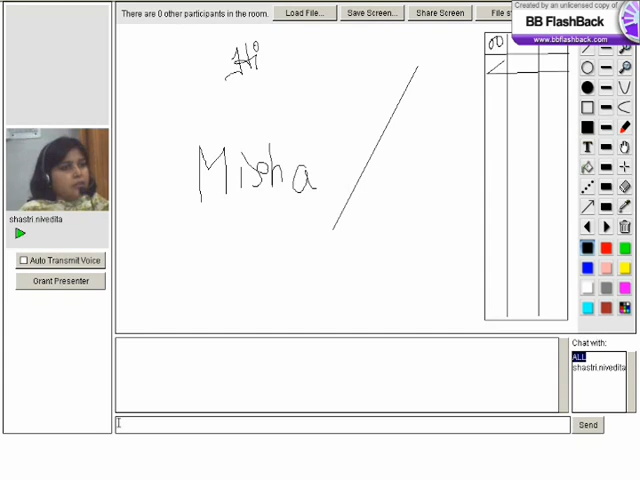 There are 0 other participants in the room.
Load File...
Save Screen...
Share Screen
File s
Created by an unlicensed copy of
BB FlashBack
www.bbflashback.com
Hi
Misha
shastri.nivedita
Auto Transmit Voice
Grant Presenter
T
Chat with:
ALL
shastri.nivedita
Send